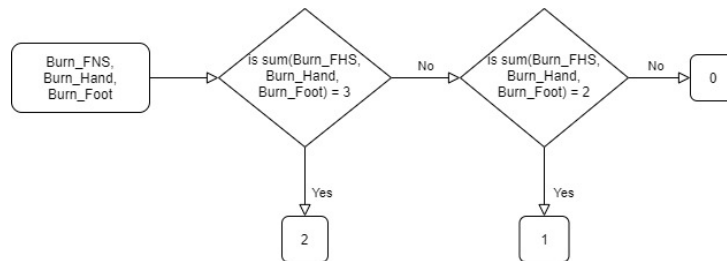 Burn_FNS,
Burn_Hand,
Burn_Foot
is sum(Burn_FHS,
Burn_Hand,
Burn_Foot) = 3
No
is sum(Burn_FHS,
Burn_Hand,
Burn_Foot) = 2
No
0
Yes
2
Yes
1